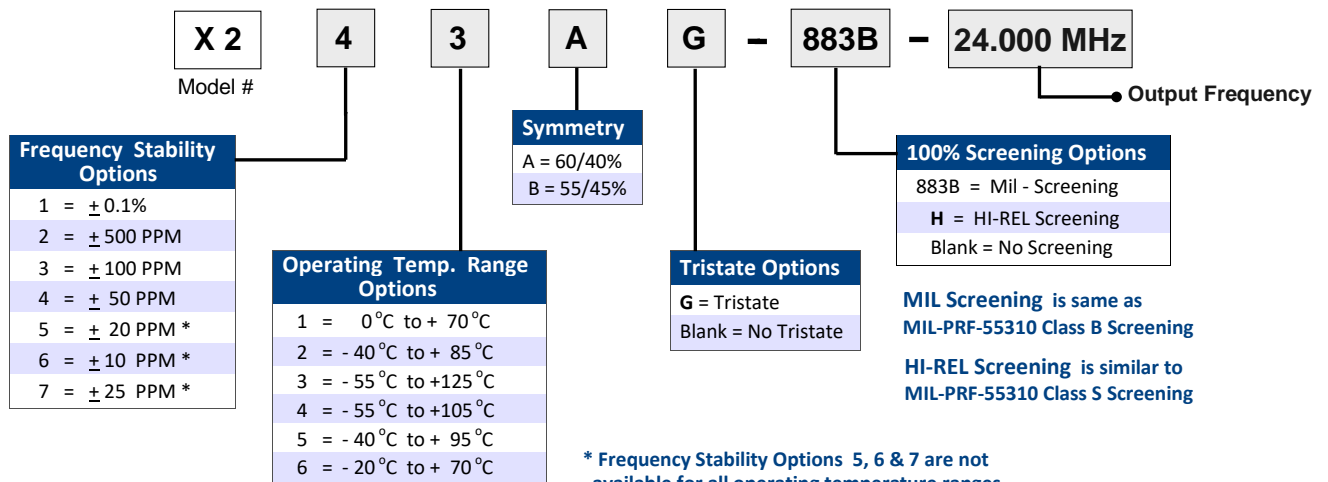 X 2 4 3 A G – 883B – 24.000 MHz
Model #
Output Frequency
Frequency Stability
Options
1 = ± 0.1%
2 = ± 500 PPM
3 = ± 100 PPM
4 = ± 50 PPM
5 = ± 20 PPM *
6 = ± 10 PPM *
7 = ± 25 PPM *
Operating Temp. Range
Options
1 = 0 °C to + 70 °C
2 = - 40 °C to + 85 °C
3 = - 55 °C to +125 °C
4 = - 55 °C to +105 °C
5 = - 40 °C to + 95 °C
6 = - 20 °C to + 70 °C
Symmetry
A = 60/40%
B = 55/45%
Tristate Options
G = Tristate
Blank = No Tristate
100% Screening Options
883B = Mil - Screening
H = HI-REL Screening
Blank = No Screening
MIL Screening is same as
MIL-PRF-55310 Class B Screening
HI-REL Screening is similar to
MIL-PRF-55310 Class S Screening
* Frequency Stability Options 5, 6 & 7 are not
available for all operating temperature ranges